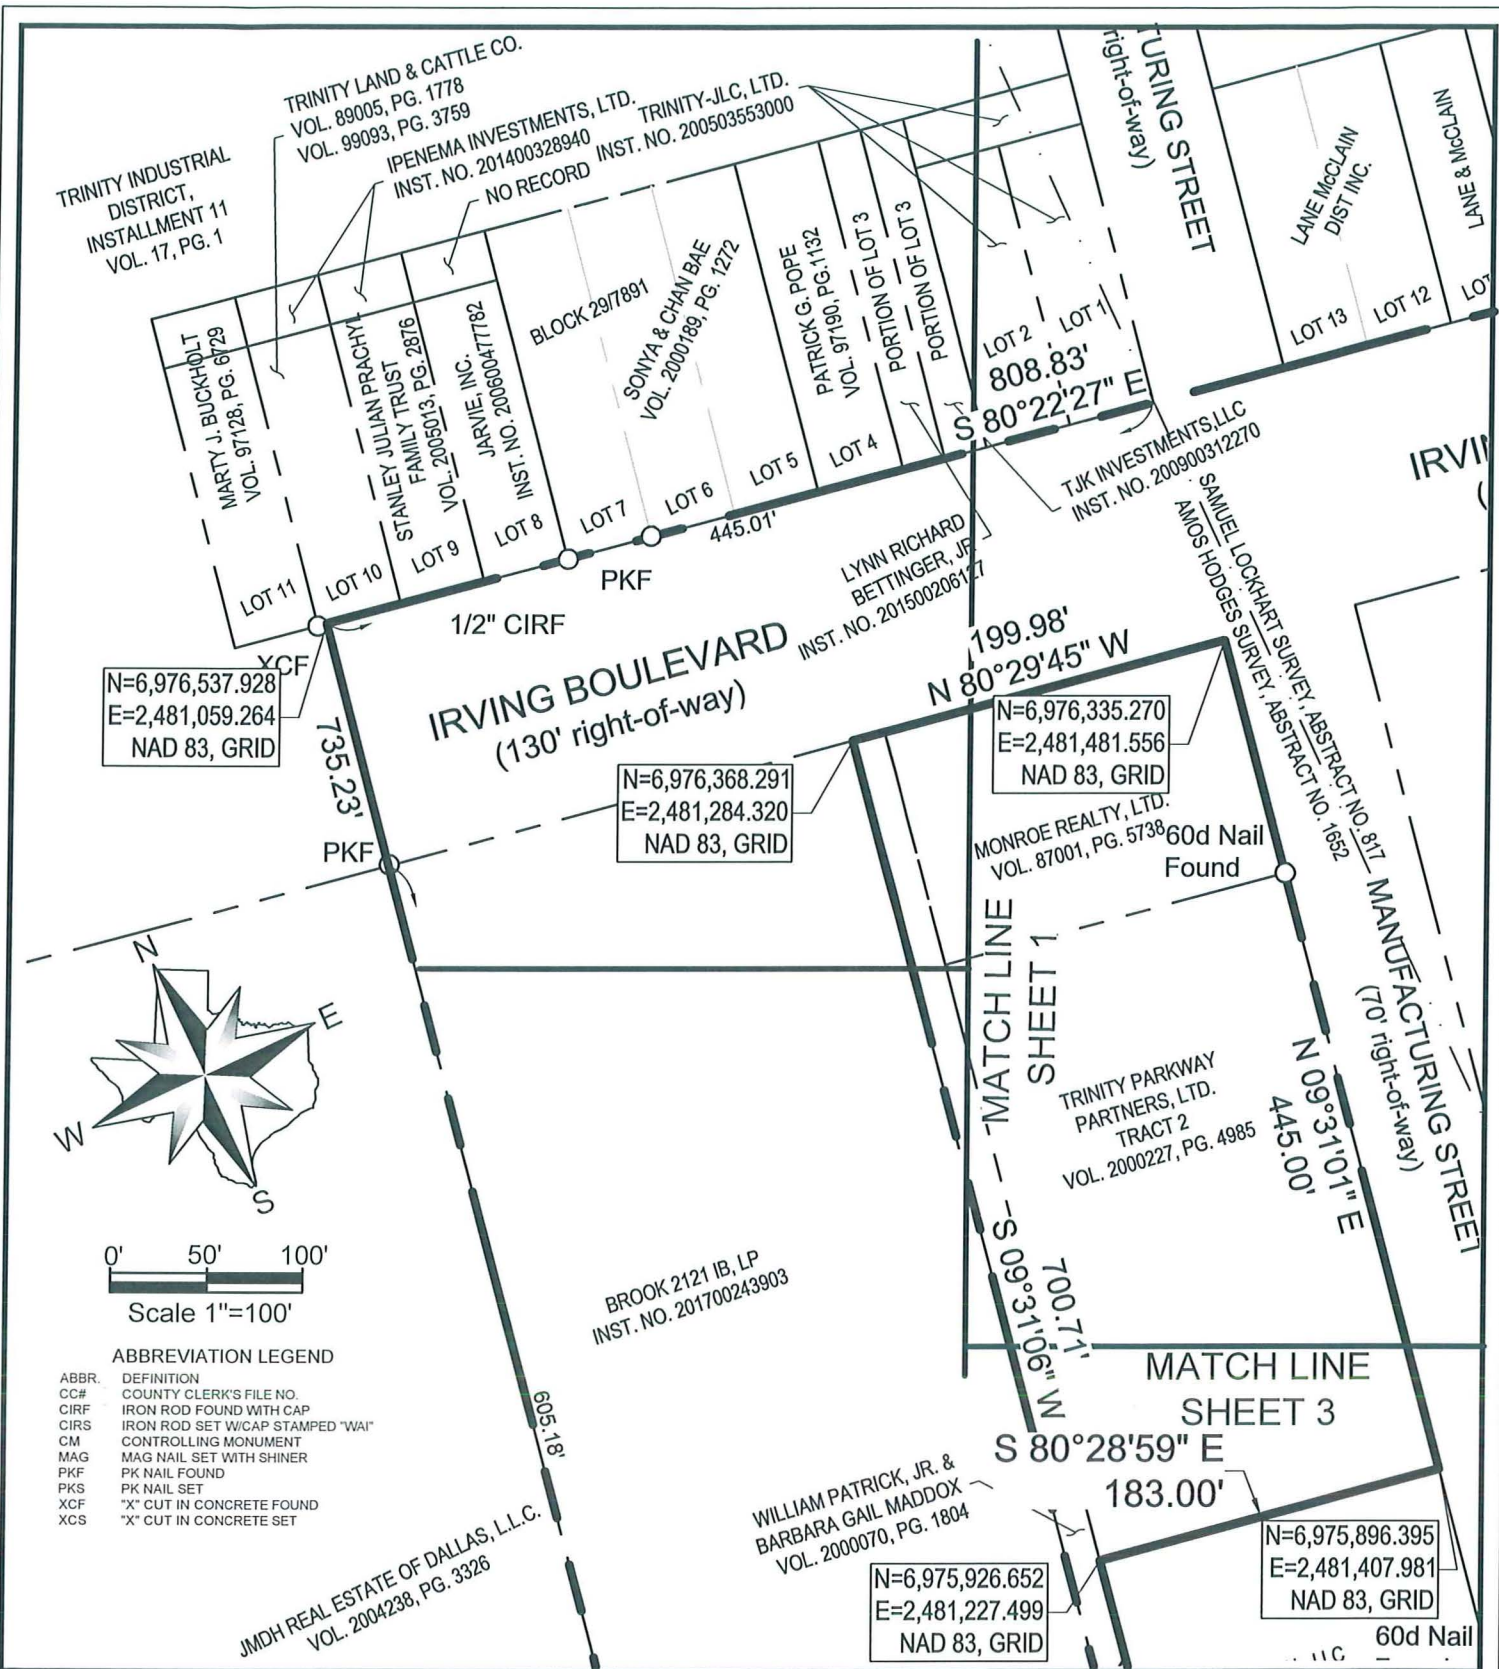 TRINITY LAND & CATTLE CO.
VOL. 89005, PG. 1778
VOL. 99093, PG. 3759
IPENEMA INVESTMENTS, LTD.
INST. NO. 201400328940
NO RECORD
TRINITY-JLC, LTD.
INST. NO. 200503553000
TRINITY INDUSTRIAL
DISTRICT,
INSTALLMENT 11
VOL. 17, PG. 1
TURING STREET
right-of-way)
LANE McCLAIN
DIST INC.
LANE & McCLAIN
LOT 13
LOT 12
LOT
MARTY J. BUCKHOLT
VOL. 97128, PG. 6729
STANLEY JULIAN PRACHYL
FAMILY TRUST
VOL. 2005013, PG. 2876
JARVIE, INC.
INST. NO. 20060047782
BLOCK 29/7891
SONYA & CHAN BAE
VOL. 2000189, PG. 1272
PATRICK G. POPE
VOL. 97190, PG.1132
PORTION OF LOT 3
PORTION OF LOT 3
LOT 2
LOT 1
808.83'
S 80°22'27" E
LOT 11
LOT 10
LOT 9
LOT 8
LOT 7
LOT 6
LOT 5
LOT 4
445.01'
PKF
1/2" CIRF
XCF
TJK INVESTMENTS,LLC
INST. NO. 200900312270
IRVIN
(
LYNN RICHARD
BETTINGER, JR.
INST. NO. 201500206127
SAMUEL LOCKHART SURVEY, ABSTRACT NO. 817
AMOS HODGES SURVEY, ABSTRACT NO. 1652
N=6,976,537.928
E=2,481,059.264
NAD 83, GRID
735.23'
IRVING BOULEVARD
(130' right-of-way)
199.98'
N 80°29'45" W
N=6,976,335.270
E=2,481,481.556
NAD 83, GRID
N=6,976,368.291
E=2,481,284.320
NAD 83, GRID
PKF
MONROE REALTY, LTD.
VOL. 87001, PG. 5738
60d Nail
Found
MATCH LINE
SHEET 1
MANUFACTURING STREET
(70' right-of-way)
N
E
W
S
TRINITY PARKWAY
PARTNERS, LTD.
TRACT 2
VOL. 2000227, PG. 4985
N 09°31'01" E
445.00'
0' 50' 100'
Scale 1"=100'
BROOK 2121 IB, LP
INST. NO. 201700243903
700.71'
S 09°31'06" W
MATCH LINE
SHEET 3
ABBREVIATION LEGEND
ABBR. DEFINITION
CC# COUNTY CLERK'S FILE NO.
CIRF IRON ROD FOUND WITH CAP
CIRS IRON ROD SET W/CAP STAMPED "WAI"
CM CONTROLLING MONUMENT
MAG MAG NAIL SET WITH SHINER
PKF PK NAIL FOUND
PKS PK NAIL SET
XCF "X" CUT IN CONCRETE FOUND
XCS "X" CUT IN CONCRETE SET
605.18'
S 80°28'59" E
183.00'
WILLIAM PATRICK, JR. &
BARBARA GAIL MADDOX
VOL. 2000070, PG. 1804
JMDH REAL ESTATE OF DALLAS, L.L.C.
VOL. 2004238, PG. 3326
N=6,975,926.652
E=2,481,227.499
NAD 83, GRID
N=6,975,896.395
E=2,481,407.981
NAD 83, GRID
60d Nail